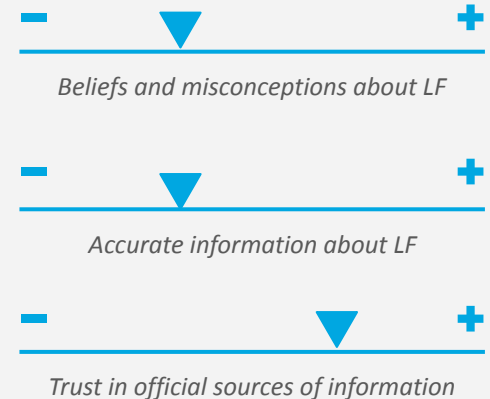 Beliefs and misconceptions about LF
Accurate information about LF
Trust in official sources of information